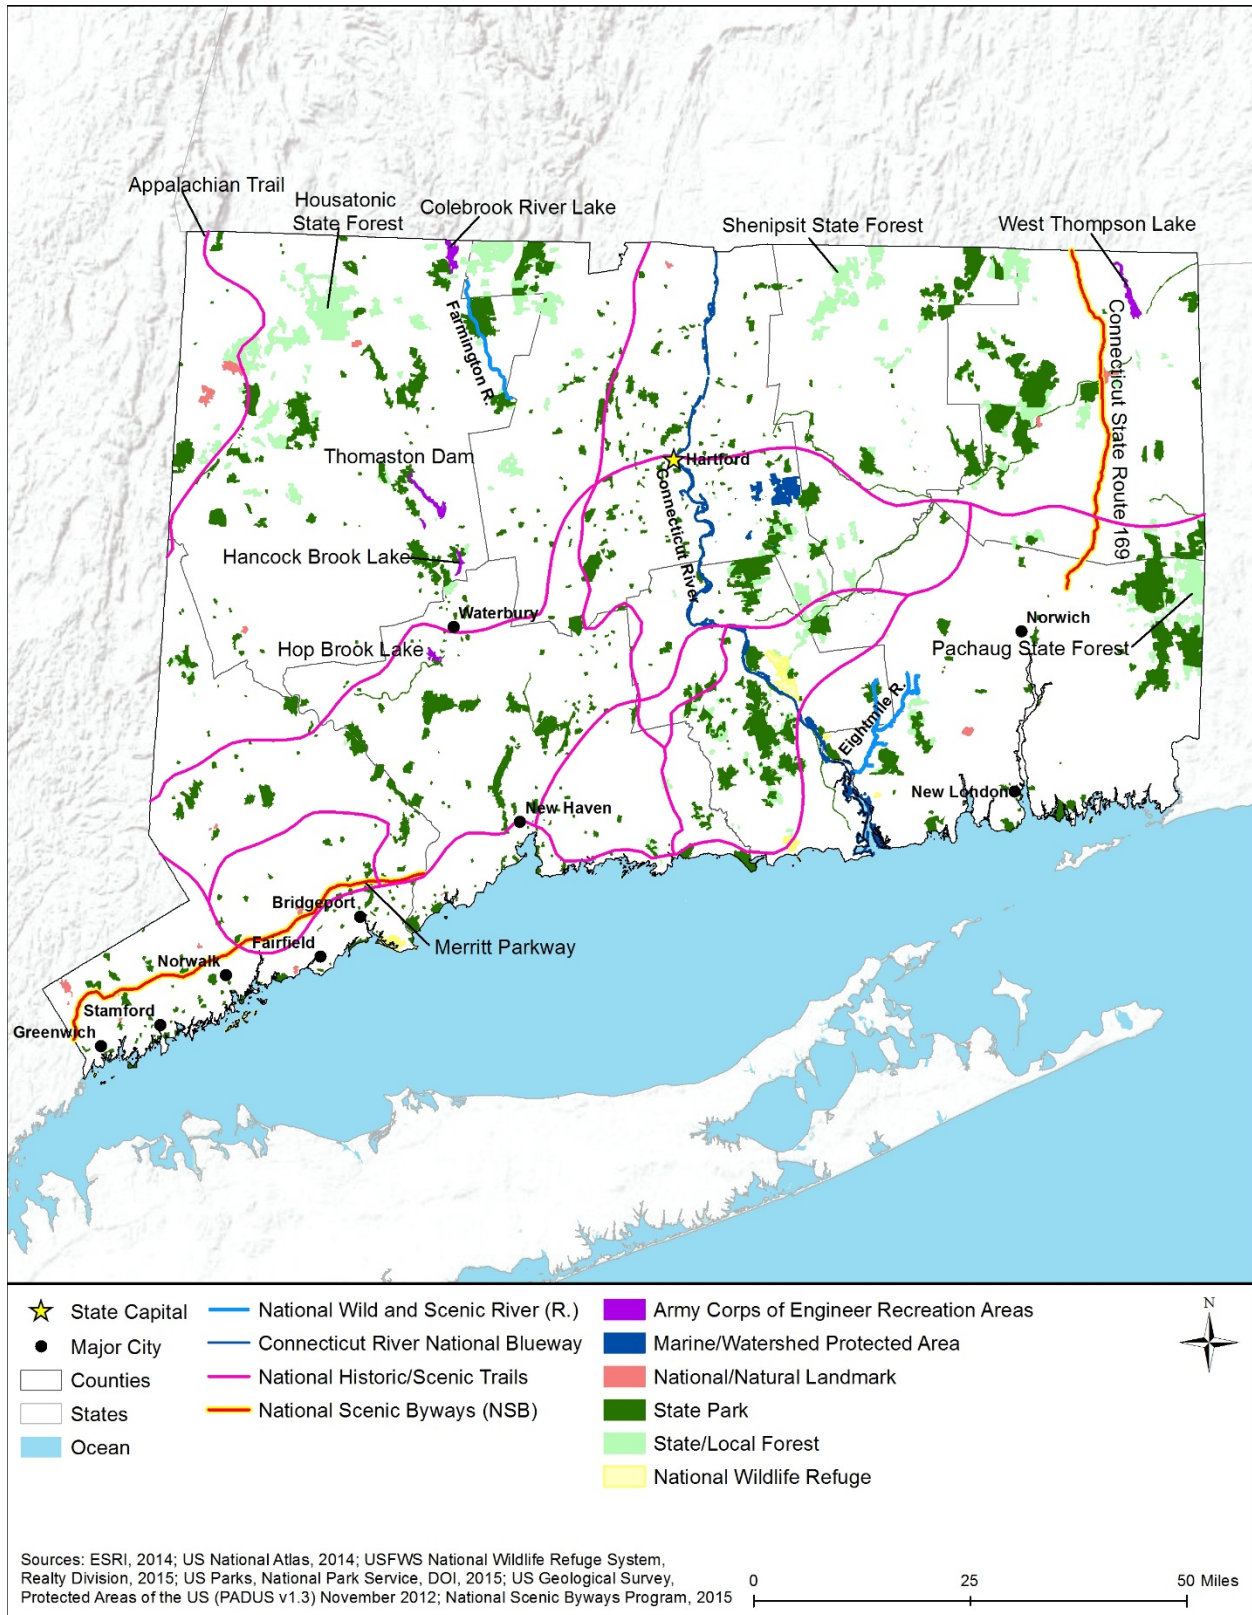 Appalachian Trail
Housatonic
State Forest
Colebrook River Lake
Shenipsit State Forest
West Thompson Lake
Farmington R.
Connecticut State Route 169
Thomaston Dam
Hartford
Connecticut River
Hancock Brook Lake
Waterbury
Norwich
Hop Brook Lake
Pachaug State Forest
Eightmile R.
New London
New Haven
Bridgeport
Merritt Parkway
Fairfield
Norwalk
Stamford
Greenwich
State Capital
Major City
Counties
States
Ocean
National Wild and Scenic River (R.)
Connecticut River National Blueway
National Historic/Scenic Trails
National Scenic Byways (NSB)
Army Corps of Engineer Recreation Areas
Marine/Watershed Protected Area
National/Natural Landmark
State Park
State/Local Forest
National Wildlife Refuge
N
Sources: ESRI, 2014; US National Atlas, 2014; USFWS National Wildlife Refuge System,
Realty Division, 2015; US Parks, National Park Service, DOI, 2015; US Geological Survey,
Protected Areas of the US (PADUS v1.3) November 2012; National Scenic Byways Program, 2015
0 25 50 Miles